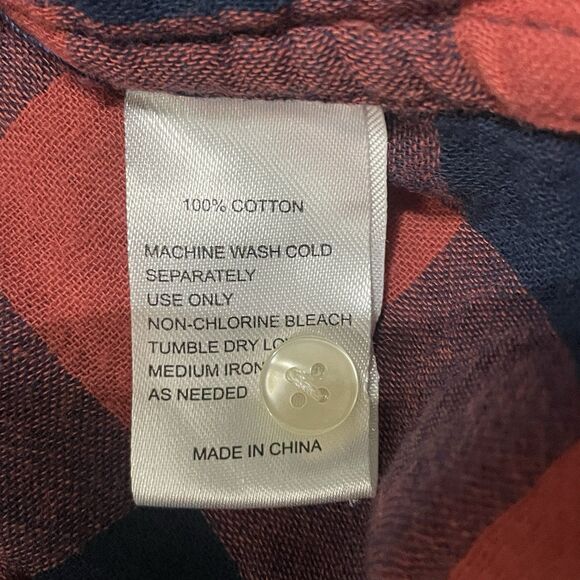 100% COTTON
MACHINE WASH COLD
SEPARATELY
USE ONLY
NON-CHLORINE BLEACH
TUMBLE DRY
MEDIUM IRON
AS NEEDED
MADE IN CHINA